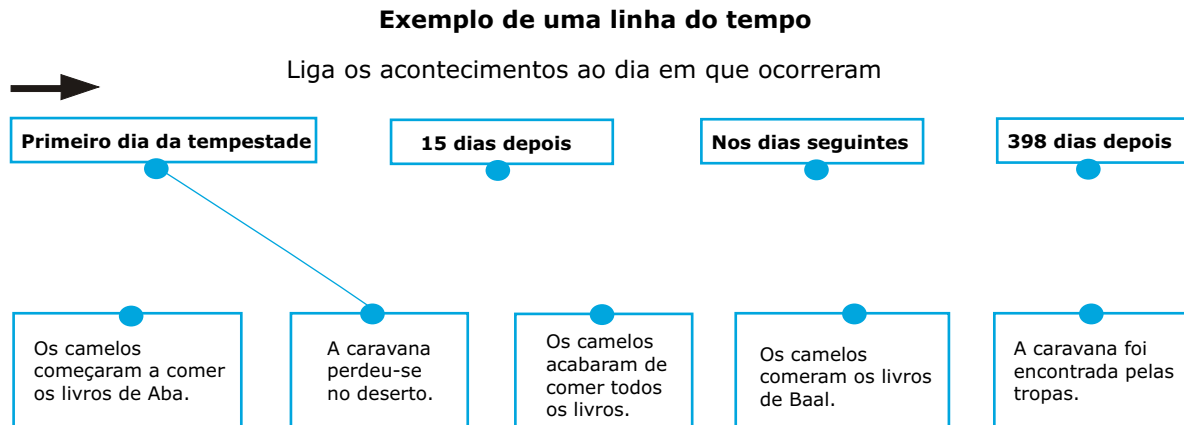 Exemplo de uma linha do tempo
Liga os acontecimentos ao dia em que ocorreram
Primeiro dia da tempestade
15 dias depois
Nos dias seguintes
398 dias depois
Os camelos
começaram a comer
os livros de Aba.
A caravana
perdeu-se
no deserto.
Os camelos
acabaram de
comer todos
os livros.
Os camelos
comeram os livros
de Baal.
A caravana foi
encontrada pelas
tropas.